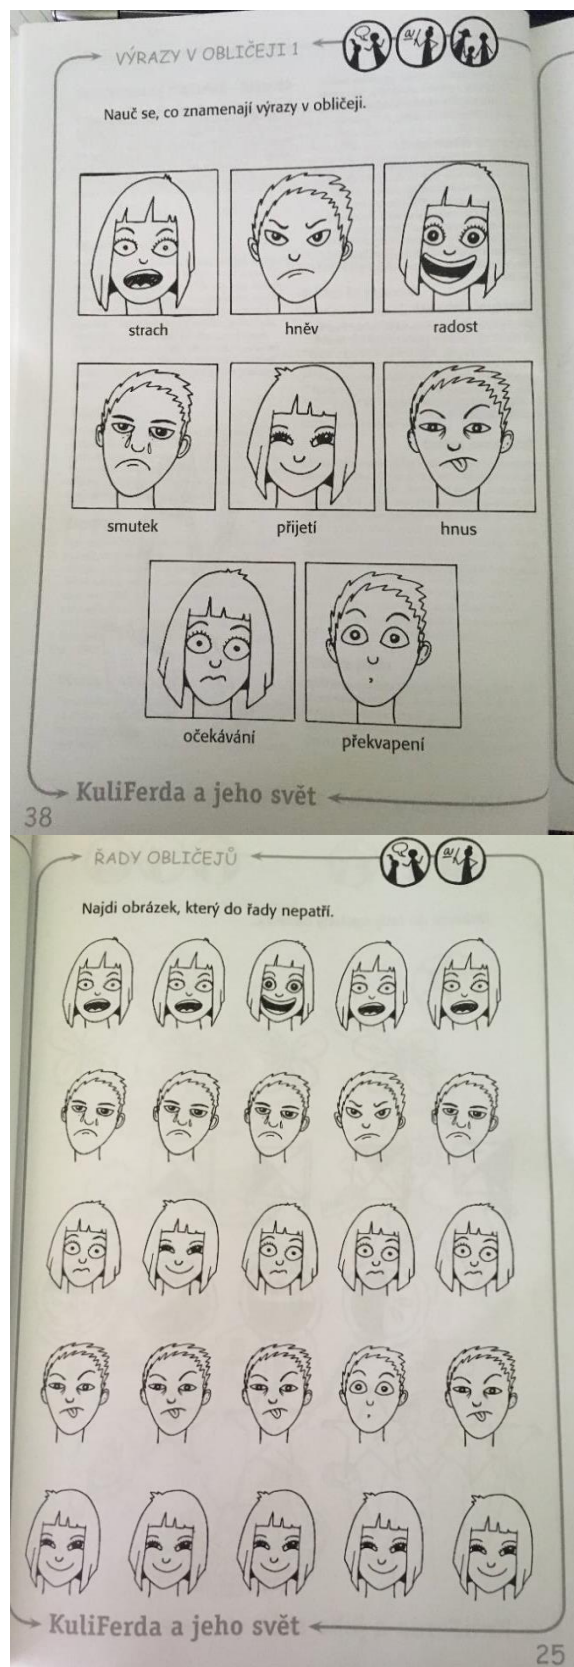 VÝRAZY V OBLIČEJI 1
Nauč se, co znamenají výrazy v obličeji.
strach hněv radost
smutek přijetí hnus
očekávání překvapení
KuliFerda a jeho svět
38
ŘADY OBLIČEJŮ
Najdi obrázek, který do řady nepatří.
KuliFerda a jeho svět
25